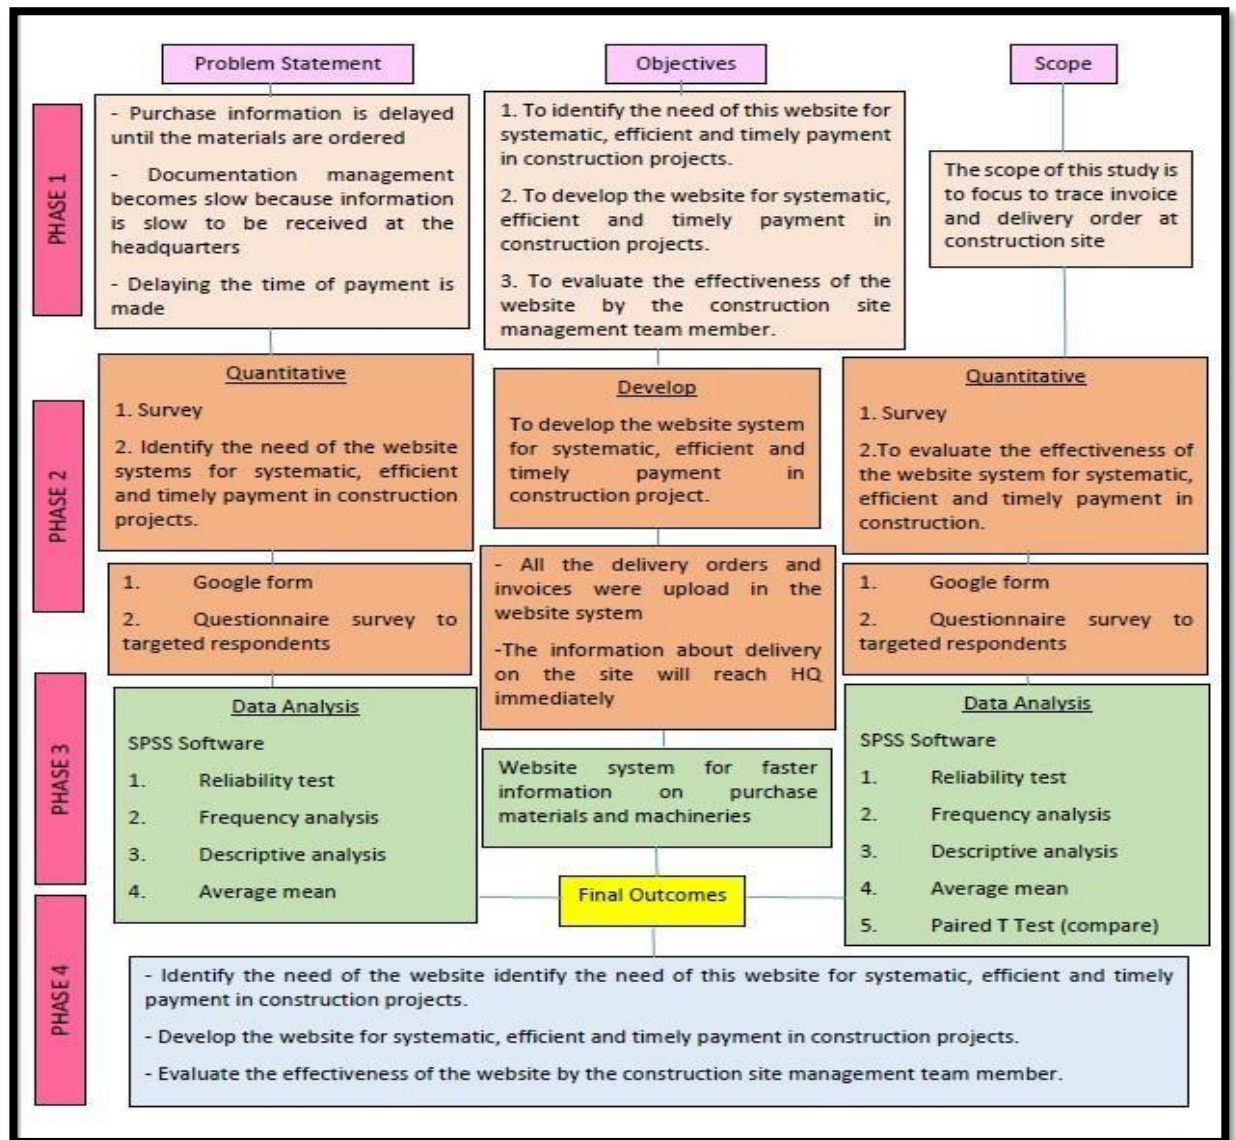 Problem Statement
Objectives
Scope
PHASE 1
- Purchase information is delayed
until the materials are ordered
- Documentation management
becomes slow because information
is slow to be received at the
headquarters
- Delaying the time of payment is
made
1. To identify the need of this website for
systematic, efficient and timely payment
in construction projects.
2. To develop the website for systematic,
efficient and timely payment in
construction projects.
3. To evaluate the effectiveness of the
website by the construction site
management team member.
The scope of this study is
to focus to trace invoice
and delivery order at
construction site
PHASE 2
Quantitative
1. Survey
2. Identify the need of the website
systems for systematic, efficient
and timely payment in construction
projects.
Develop
To develop the website system
for systematic, efficient and
timely payment in
construction project.
Quantitative
1. Survey
2.To evaluate the effectiveness of
the website system for systematic,
efficient and timely payment in
construction.
1. Google form
2. Questionnaire survey to
targeted respondents
- All the delivery orders and
invoices were upload in the
website system
-The information about delivery
on the site will reach HQ
immediately
1. Google form
2. Questionnaire survey to
targeted respondents
PHASE 3
Data Analysis
SPSS Software
1. Reliability test
2. Frequency analysis
3. Descriptive analysis
4. Average mean
Website system for faster
information on purchase
materials and machineries
Data Analysis
SPSS Software
1. Reliability test
2. Frequency analysis
3. Descriptive analysis
4. Average mean
5. Paired T Test (compare)
Final Outcomes
PHASE 4
- Identify the need of the website identify the need of this website for systematic, efficient and timely
payment in construction projects.
- Develop the website for systematic, efficient and timely payment in construction projects.
- Evaluate the effectiveness of the website by the construction site management team member.